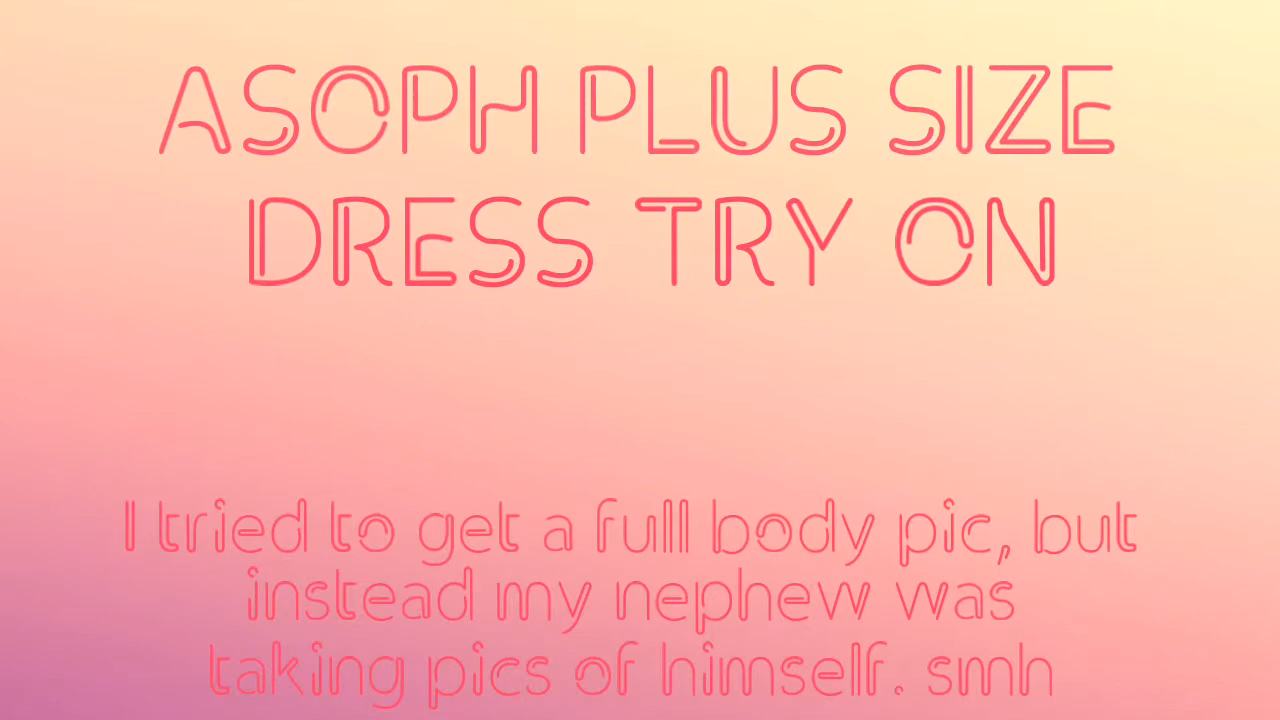 ASOPH PLUS SIZE
DRESS TRY ON
I tried to get a full body pic, but
instead my nephew was
taking pics of himself. smh